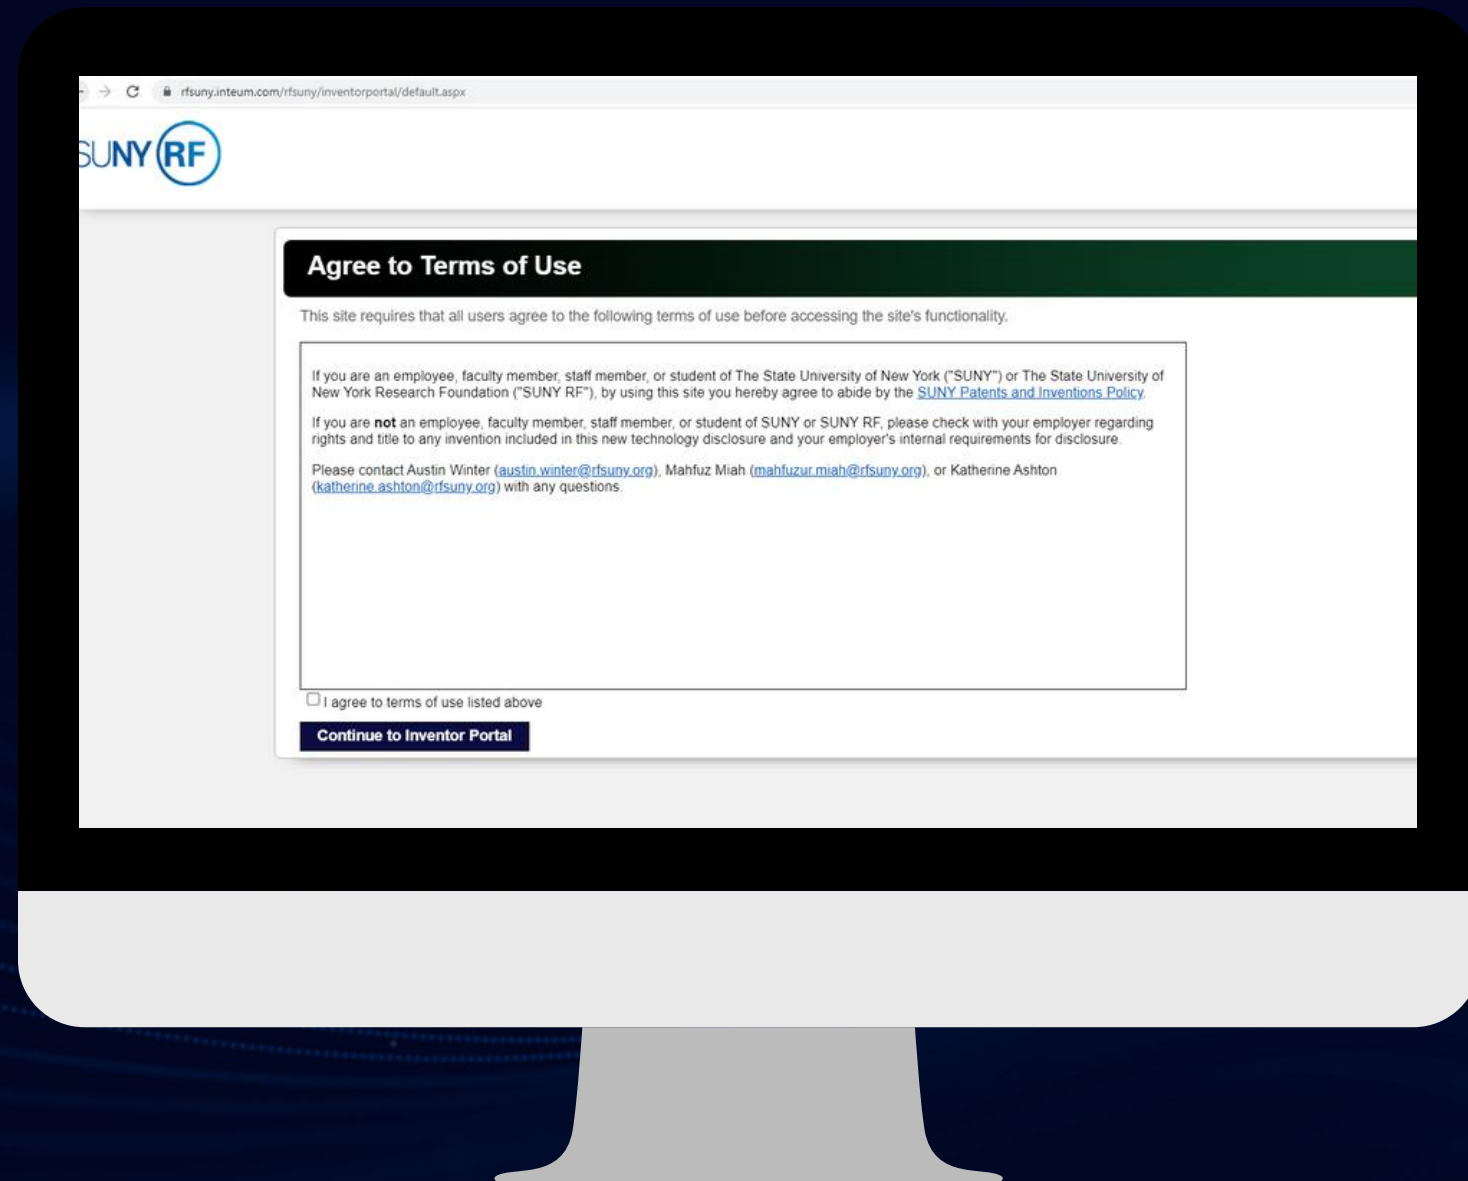 rfsuny.inteum.com/rfsuny/inventorportal/default.aspx
SUNY RF
Agree to Terms of Use
This site requires that all users agree to the following terms of use before accessing the site's functionality.
If you are an employee, faculty member, staff member, or student of The State University of New York ("SUNY") or The State University of
New York Research Foundation ("SUNY RF"), by using this site you hereby agree to abide by the SUNY Patents and Inventions Policy.
If you are not an employee, faculty member, staff member, or student of SUNY or SUNY RF, please check with your employer regarding
rights and title to any invention included in this new technology disclosure and your employer's internal requirements for disclosure.
Please contact Austin Winter (austin.winter@rfsuny.org), Mahfuz Miah (mahfuzur.miah@rfsuny.org), or Katherine Ashton
(katherine.ashton@rfsuny.org) with any questions.
I agree to terms of use listed above
Continue to Inventor Portal